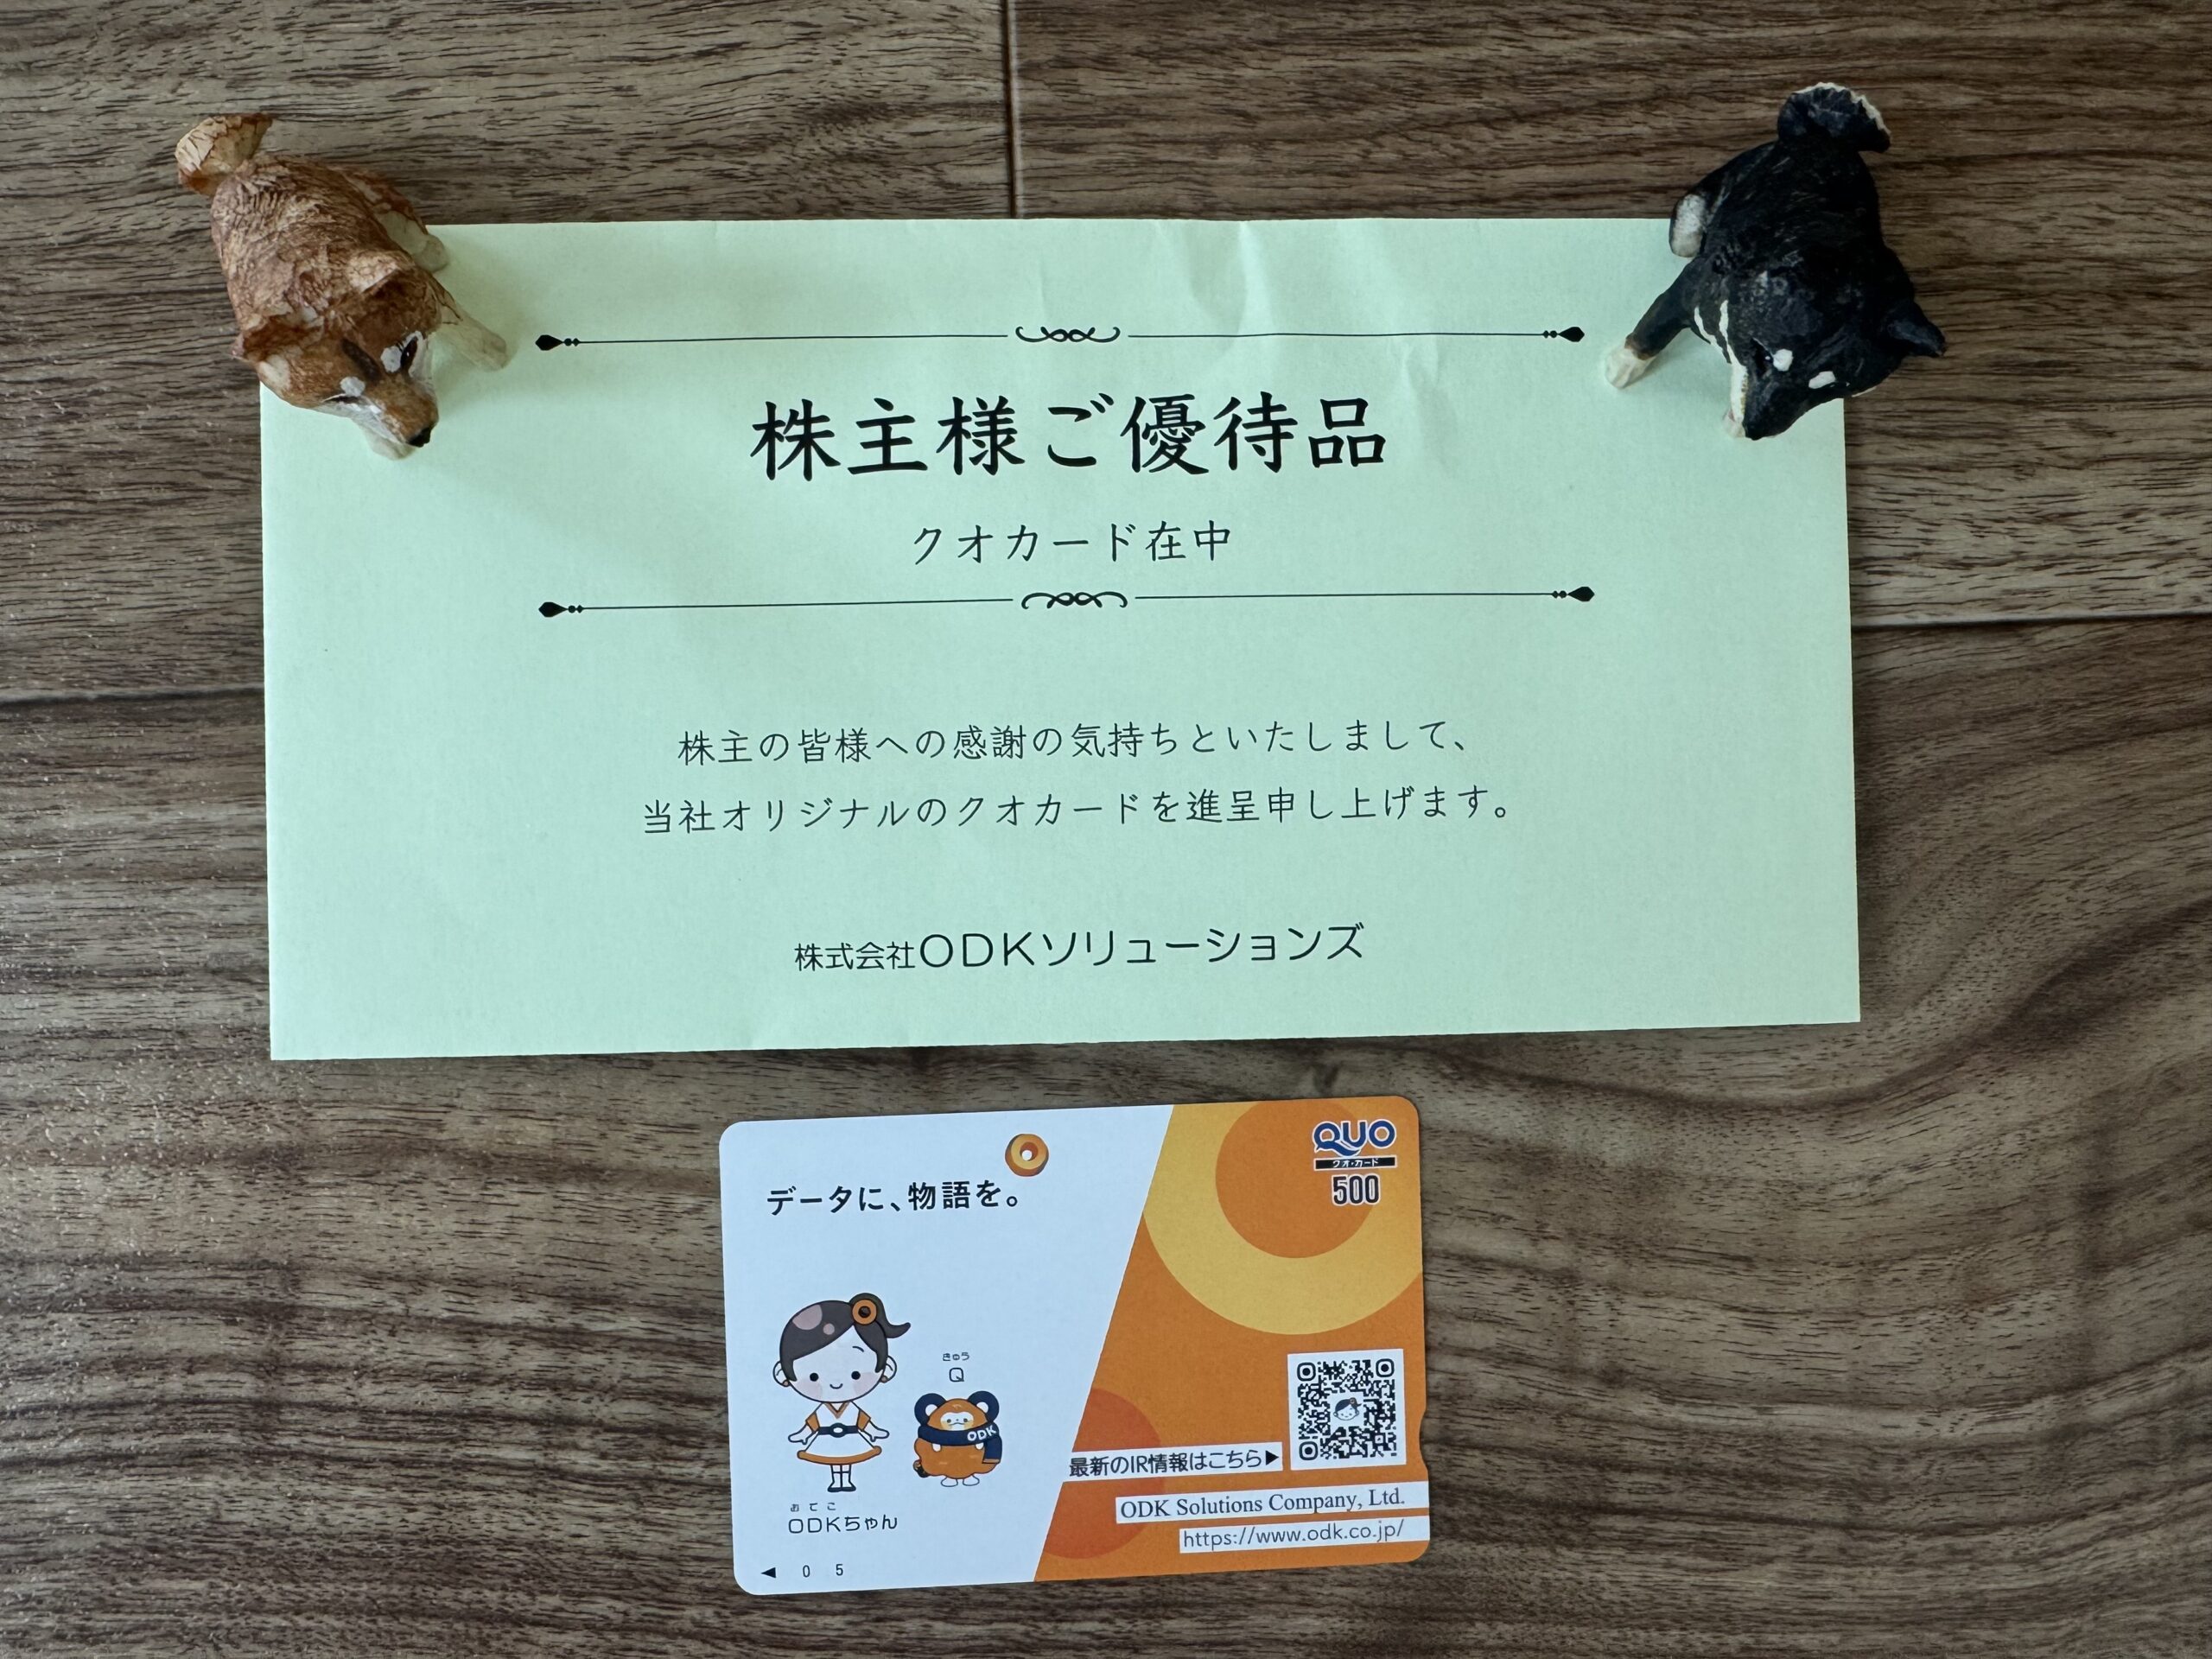 株主様ご優待品
クオカード在中
株主の皆様への感謝の気持ちといたしまして、
当社オリジナルのクオカードを進呈申し上げます。
株式会社ODKソリューションズ
QUO
クオ・カード
500
データに、物語を。
きゅう
Q
ODK
最新のIR情報はこちら▶
ODK Solutions Company, Ltd.
https://www.odk.co.jp/
おでこ
ODKちゃん
◀ 0 5